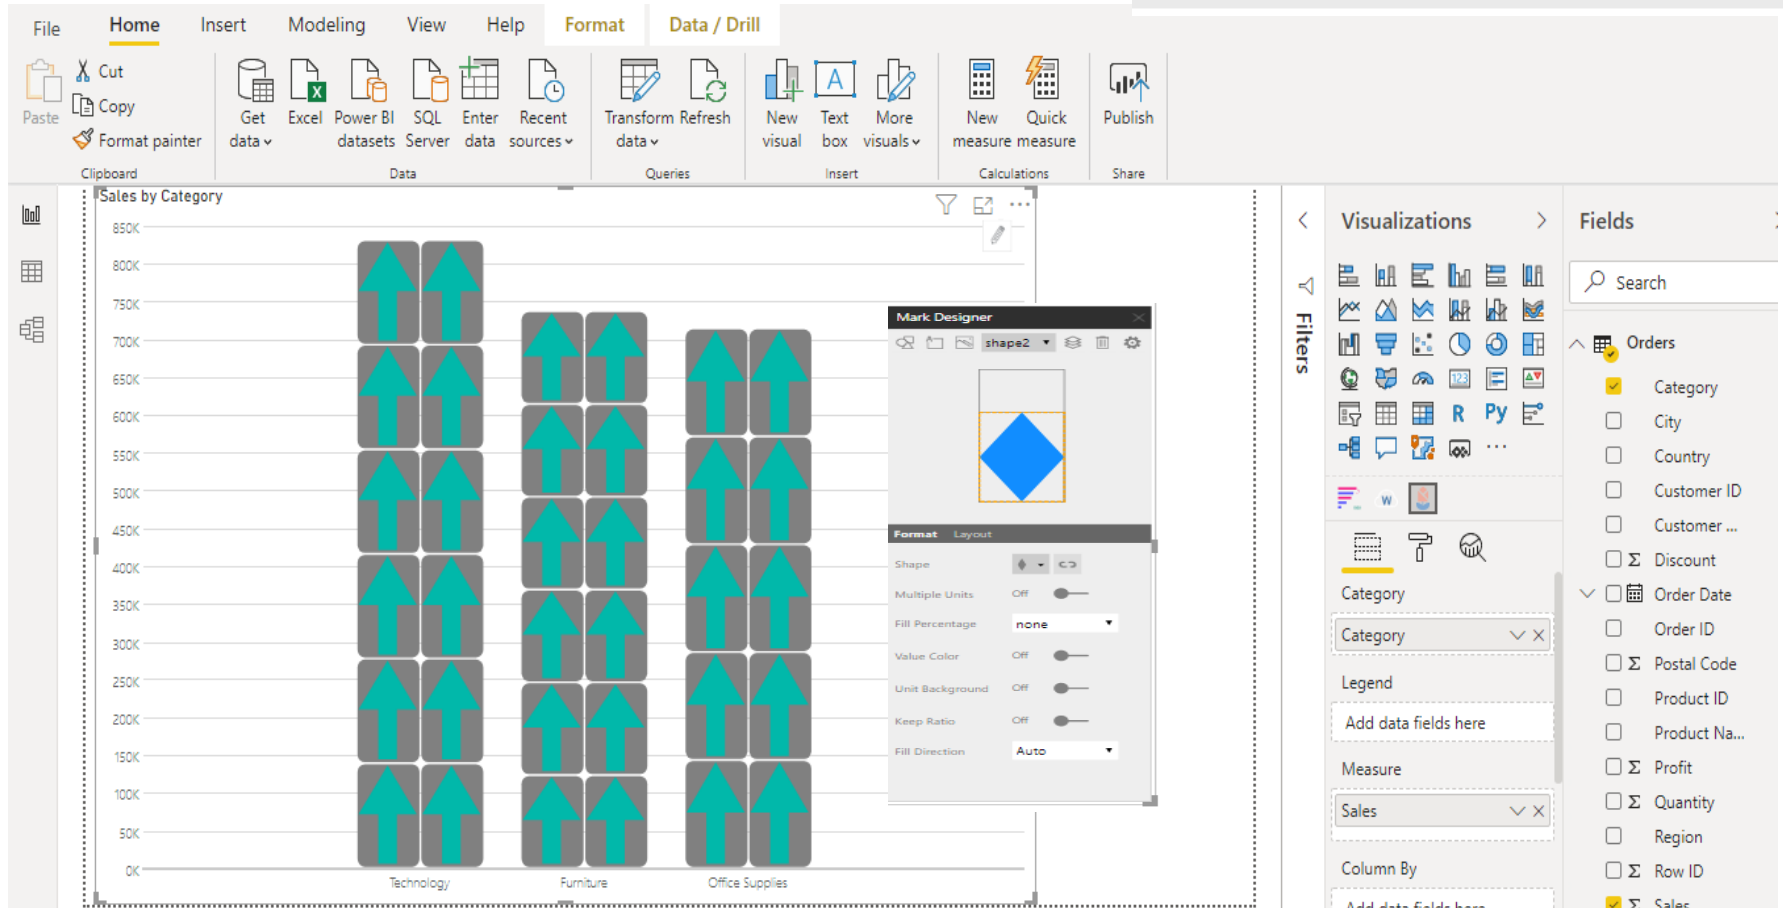 File Home Insert Modeling View Help Format Data / Drill
Paste
Cut
Copy
Format painter
Clipboard
Get data
Excel
Power BI datasets
SQL Server
Enter data
Recent sources
Data
Transform data
Refresh
Queries
New visual
Text box
More visuals
Insert
New measure
Quick measure
Calculations
Publish
Share
Sales by Category
850K
800K
750K
700K
650K
600K
550K
500K
450K
400K
350K
300K
250K
200K
150K
100K
50K
0K
Technology Furniture Office Supplies
Mark Designer
shape2
Format Layout
Shape
Multiple Units Off
Fill Percentage none
Value Color Off
Unit Background Off
Keep Ratio Off
Fill Direction Auto
Filters
Visualizations
123
R Py
W
Category
Category
Legend
Add data fields here
Measure
Sales
Column By
Add data fields here
Fields
Search
Orders
Category
City
Country
Customer ID
Customer ...
Σ Discount
Order Date
Order ID
Σ Postal Code
Product ID
Product Na...
Σ Profit
Σ Quantity
Region
Σ Row ID
Σ Sales